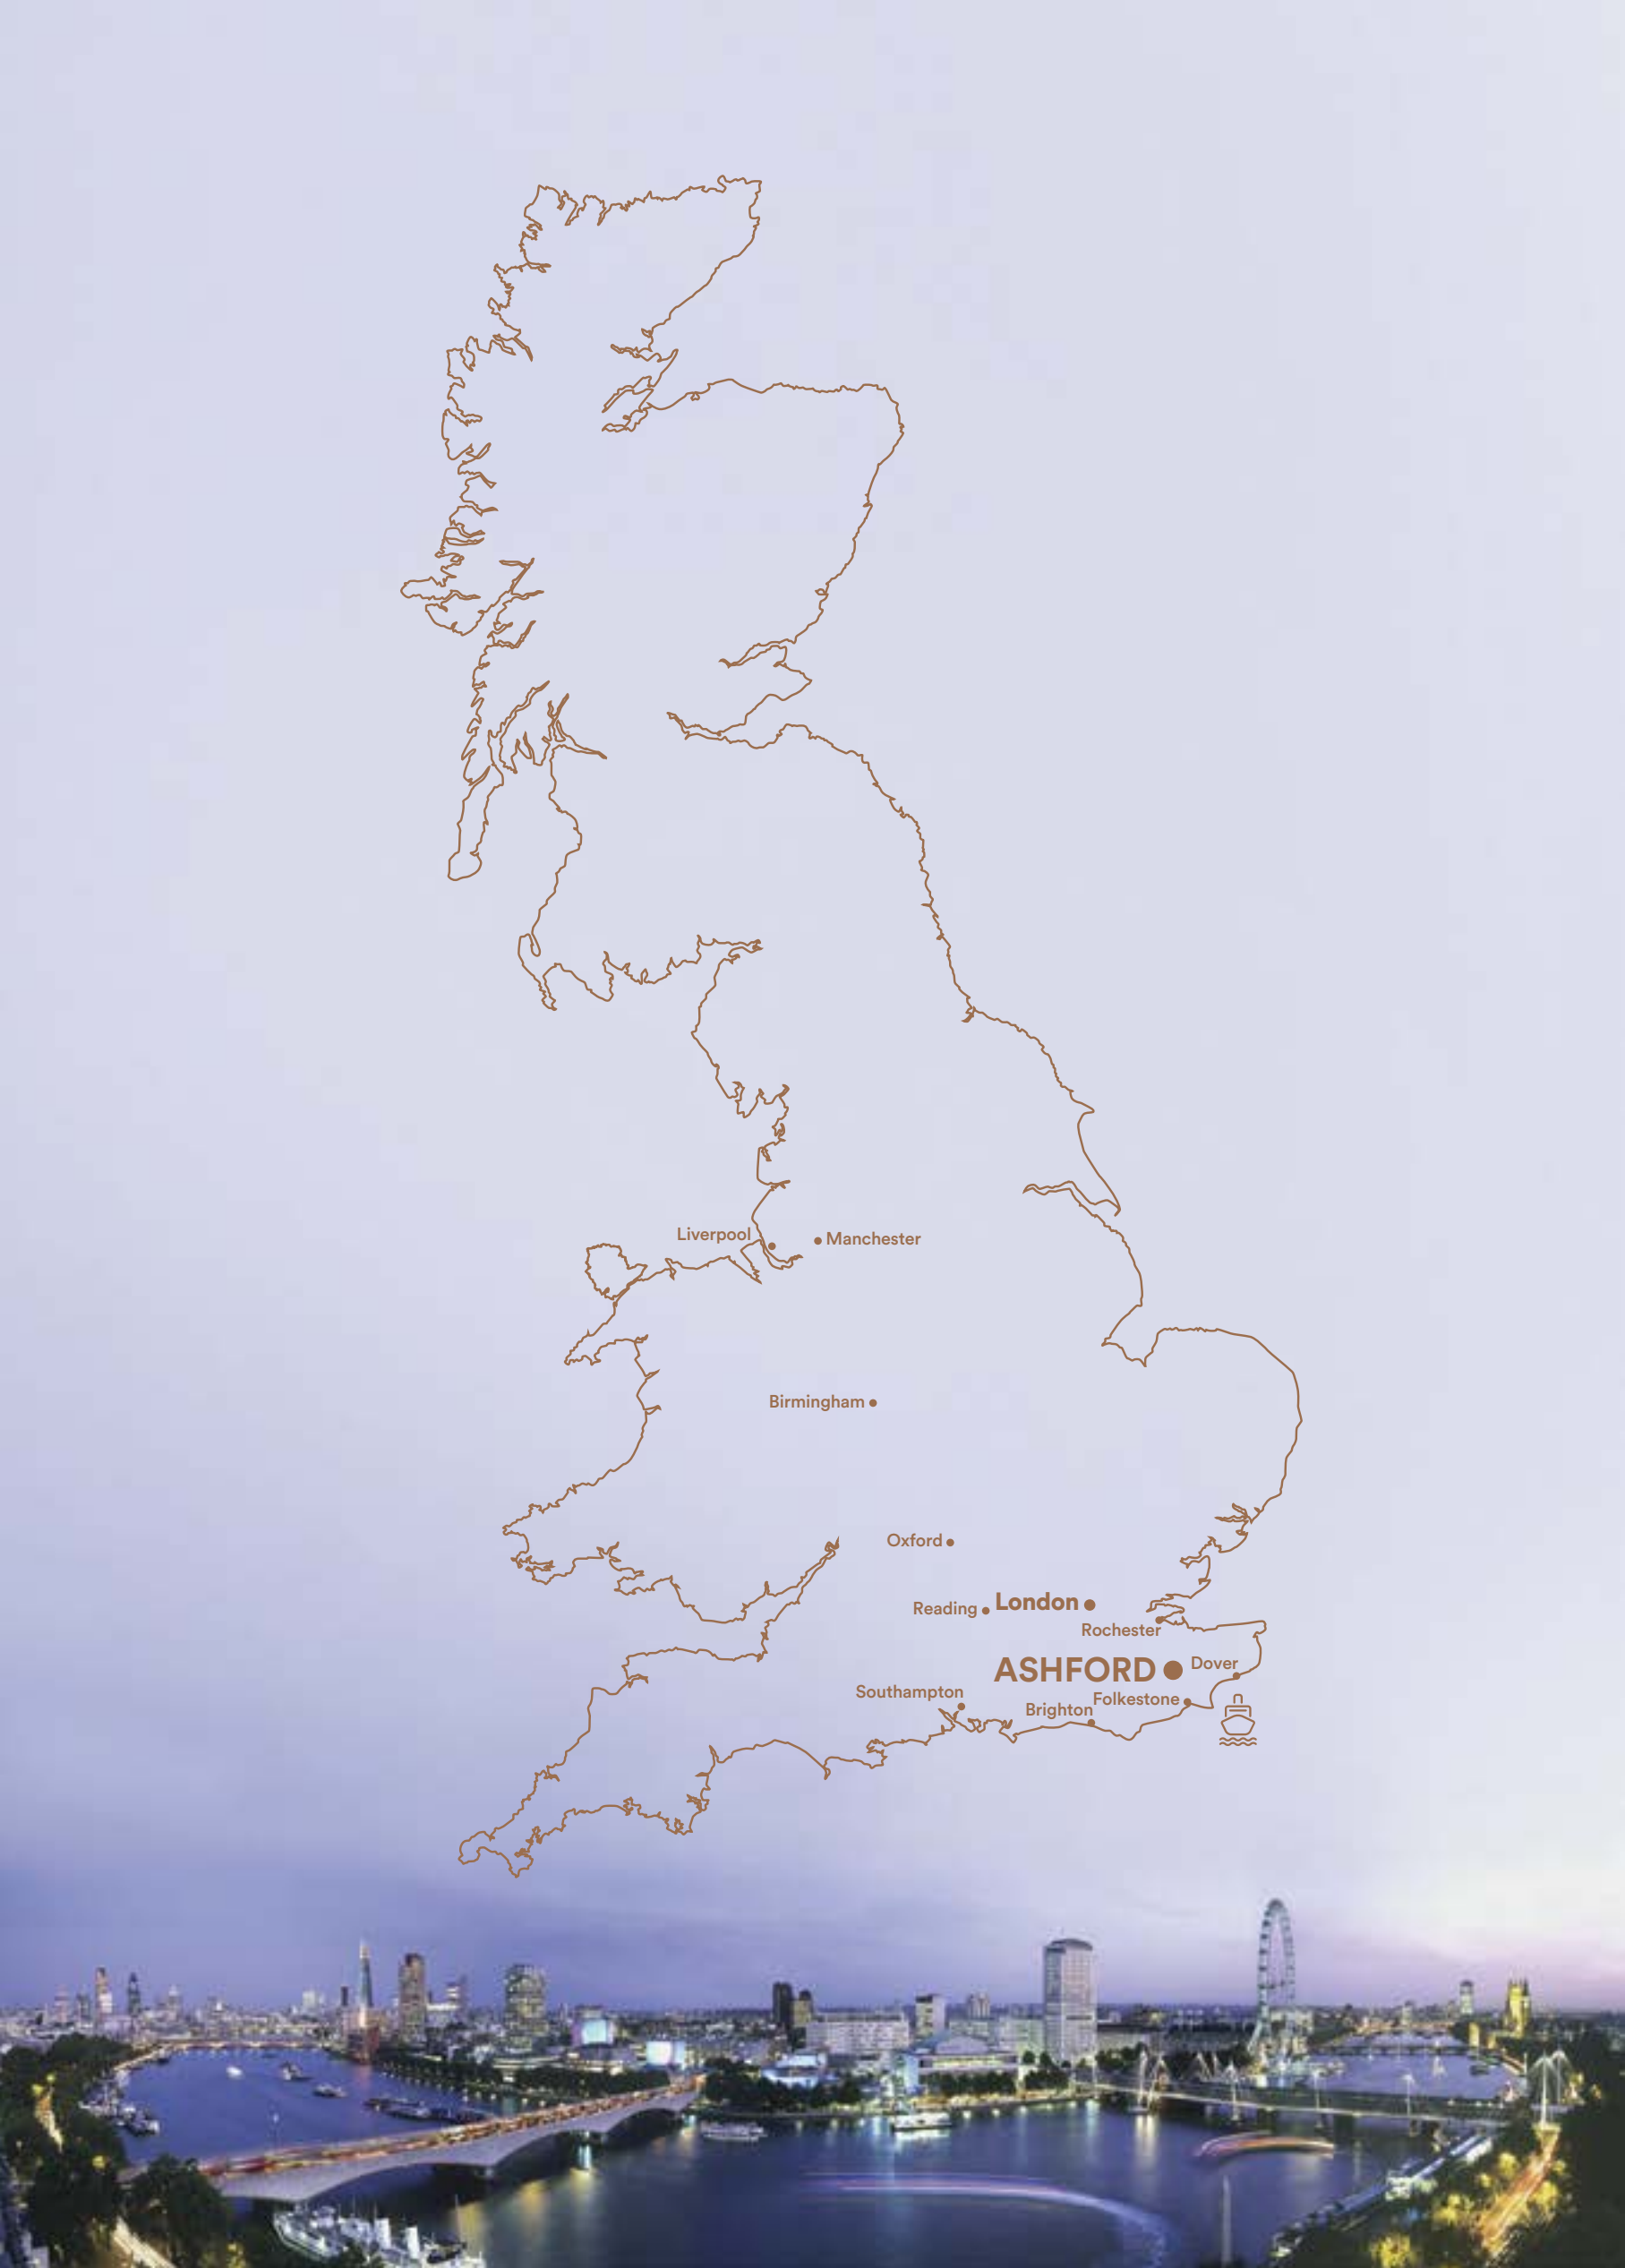 Liverpool
Manchester
Birmingham
Oxford
Reading
London
Rochester
ASHFORD
Dover
Southampton
Folkestone
Brighton